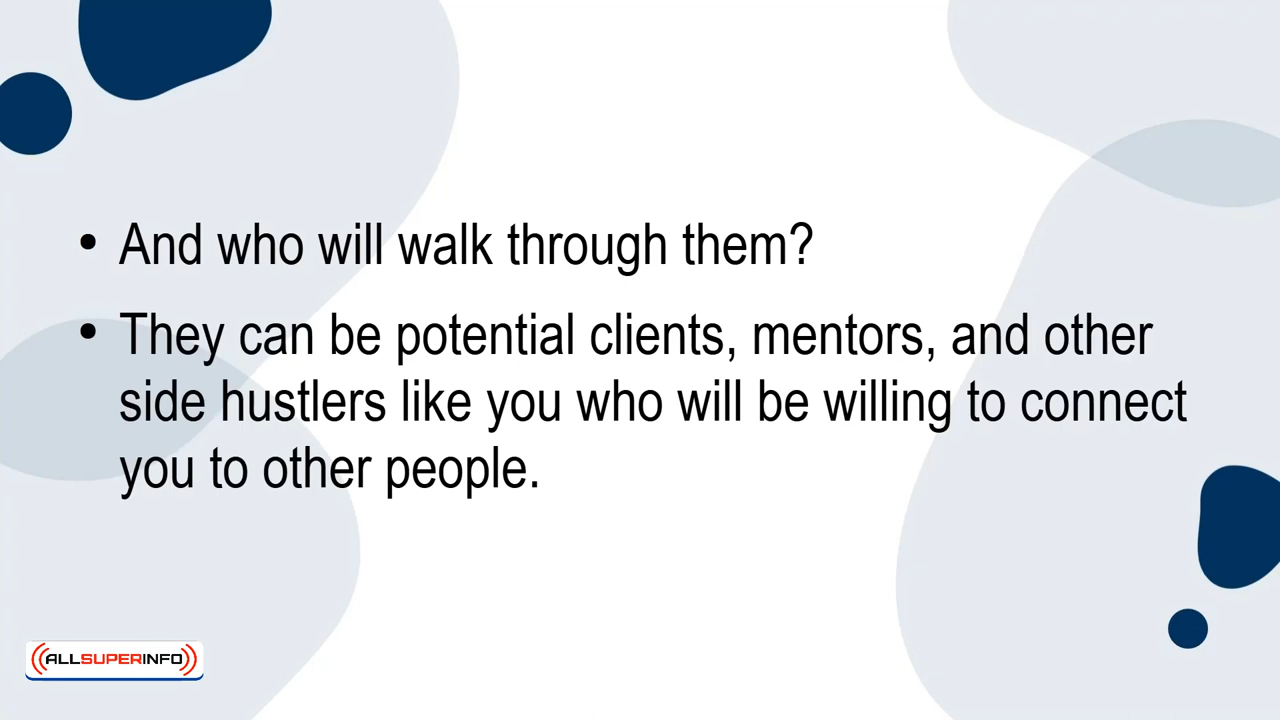 • And who will walk through them?
• They can be potential clients, mentors, and other
side hustlers like you who will be willing to connect
you to other people.
ALLSUPERINFO